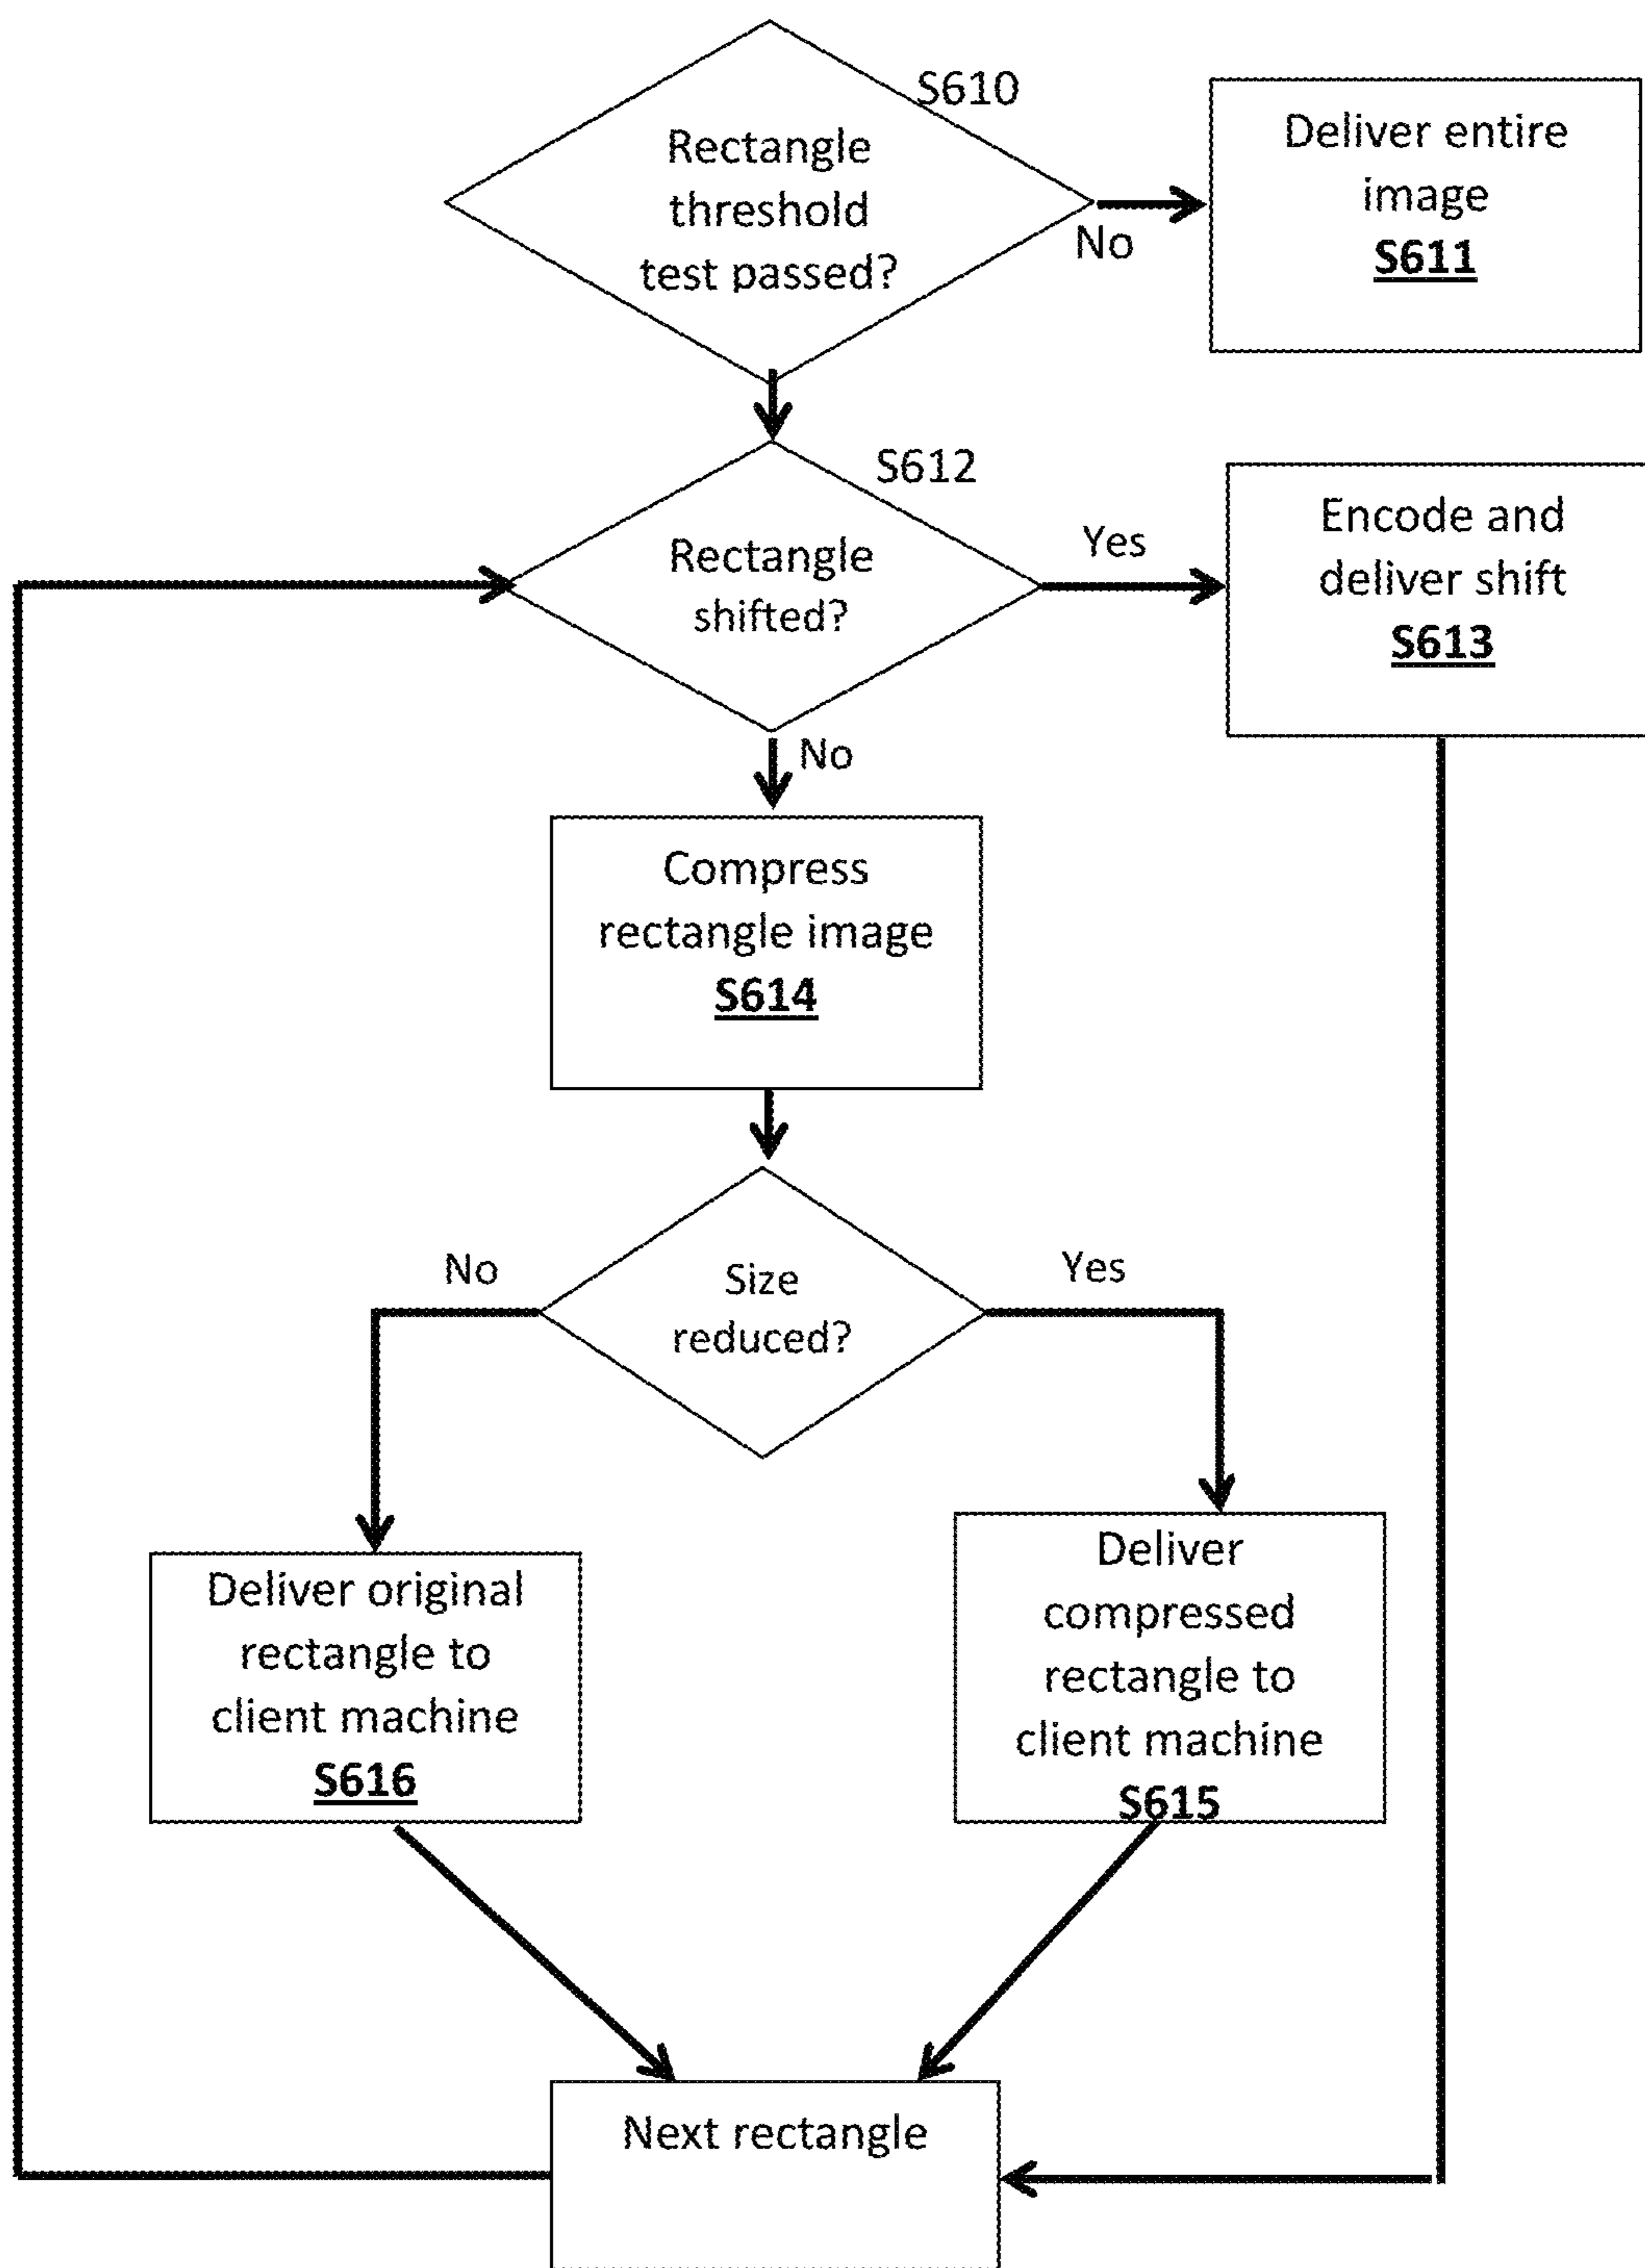 S610
Rectangle
threshold
test passed?
No
Deliver entire
image
S611
S612
Rectangle
shifted?
Yes
Encode and
deliver shift
S613
No
Compress
rectangle image
S614
No
Size
reduced?
Yes
Deliver original
rectangle to
client machine
S616
Deliver
compressed
rectangle to
client machine
S615
Next rectangle